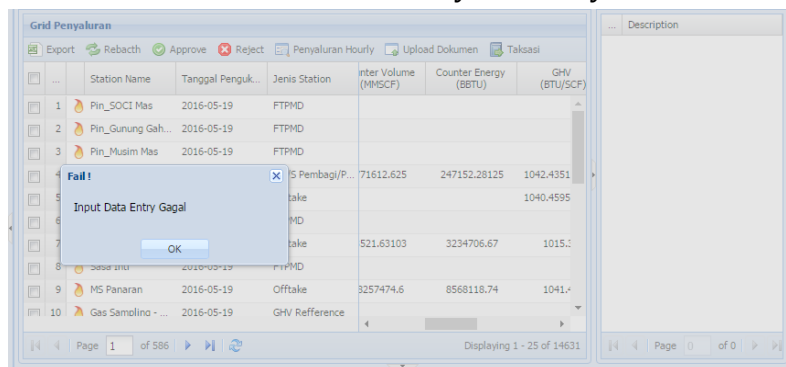 Grid Penyaluran
... Description
Export Rebacth Approve Reject Penyaluran Hourly Upload Dokumen Taksasi
... Station Name Tanggal Penguk... Jenis Station nter Volume (MMSCF) Counter Energy (BBTU) GHV (BTU/SCF)
1 Pin_SOCI Mas 2016-05-19 FTPMD
2 Pin_Gunung Gah... 2016-05-19 FTPMD
3 Pin_Musim Mas 2016-05-19 FTPMD
4 S Pembagi/P... 71612.625 247152.28125 1042.4351
5 take 1040.4595
6 MD
7 take 521.63103 3234706.67 1015.
8 Sasa Inti 2016-05-19 FTPMD
9 MS Panaran 2016-05-19 Offtake 3257474.6 8568118.74 1041.
10 Gas Sampling - ... 2016-05-19 GHV Refference
Fail !
Input Data Entry Gagal
OK
Page 1 of 586 Displaying 1 - 25 of 14631
Page 0 of 0